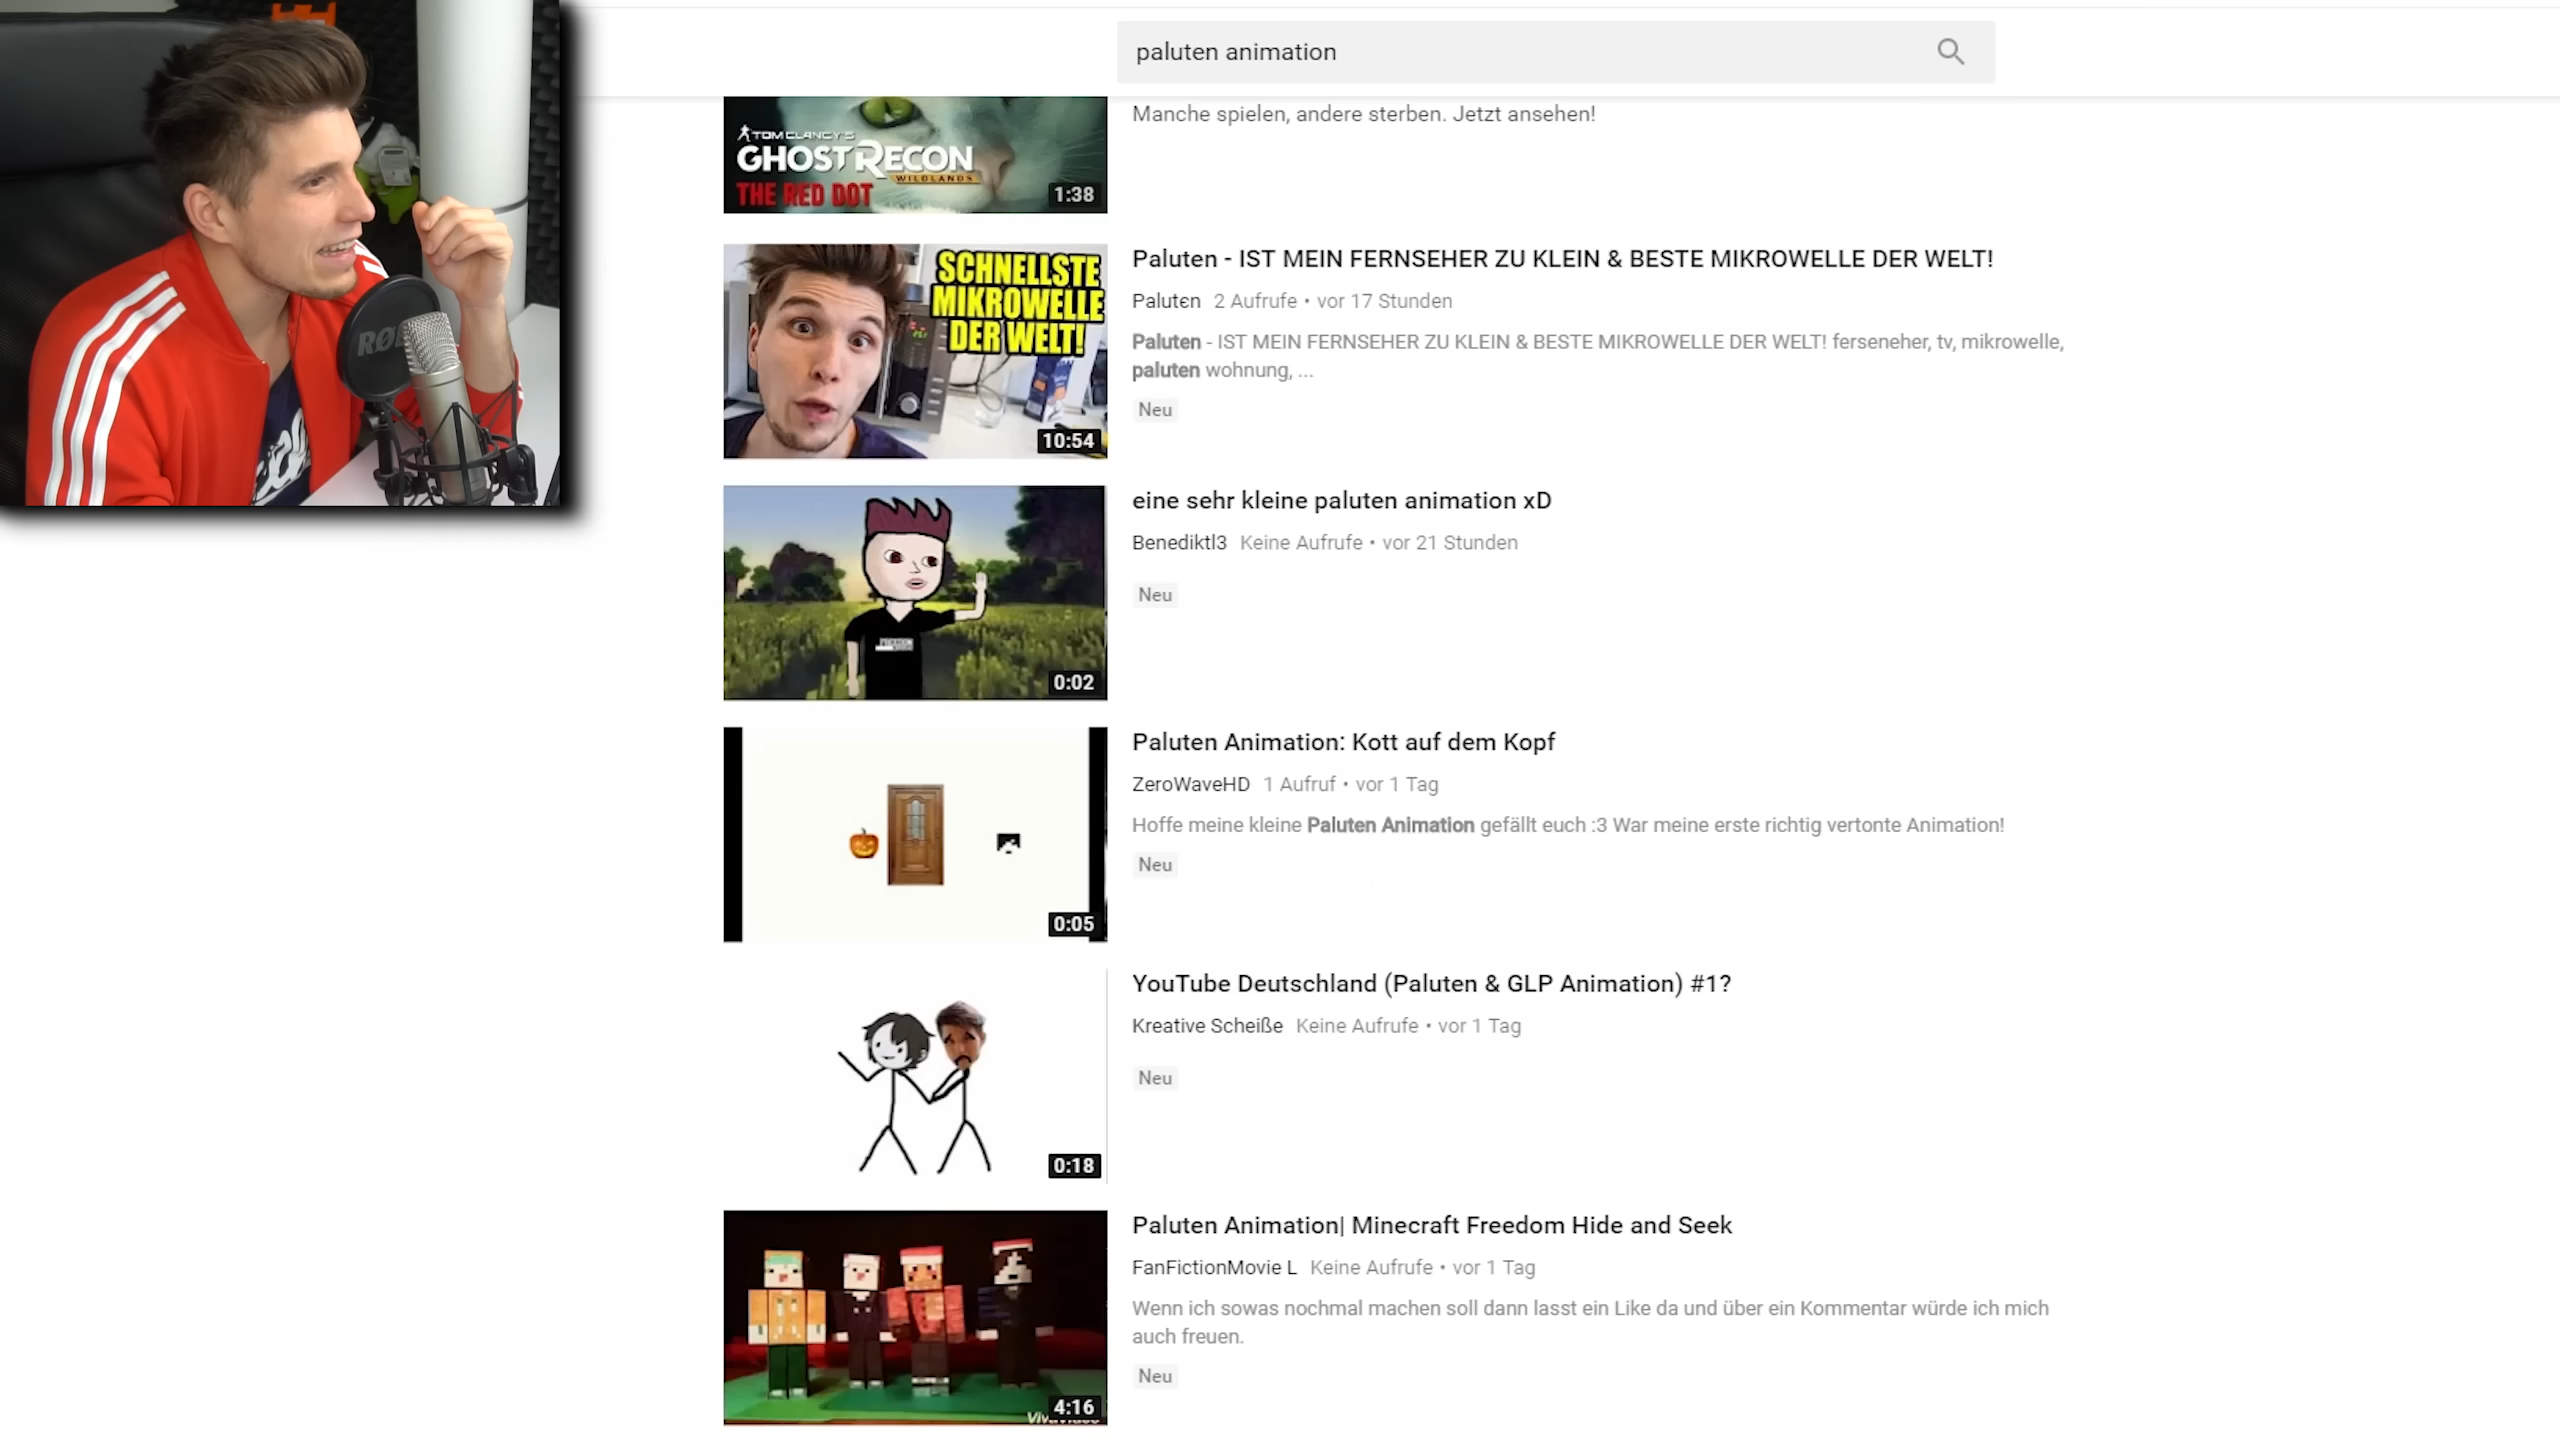 paluten animation
Manche spielen, andere sterben. Jetzt ansehen!
TOM CLANCY'S
GHOST RECON
WILDLANDS
THE RED DOT
1:38
RØDE
SCHNELLSTE
MIKROWELLE
DER WELT!
10:54
Paluten - IST MEIN FERNSEHER ZU KLEIN & BESTE MIKROWELLE DER WELT!
Palutєn 2 Aufrufe • vor 17 Stunden
Paluten - IST MEIN FERNSEHER ZU KLEIN & BESTE MIKROWELLE DER WELT! ferseneher, tv, mikrowelle,
paluten wohnung, ...
Neu
0:02
eine sehr kleine paluten animation xD
Benediktl3 Keine Aufrufe • vor 21 Stunden
Neu
0:05
Paluten Animation: Kott auf dem Kopf
ZeroWaveHD 1 Aufruf • vor 1 Tag
Hoffe meine kleine Paluten Animation gefällt euch :3 War meine erste richtig vertonte Animation!
Neu
0:18
YouTube Deutschland (Paluten & GLP Animation) #1?
Kreative Scheiße Keine Aufrufe • vor 1 Tag
Neu
4:16
Paluten Animation| Minecraft Freedom Hide and Seek
FanFictionMovie L Keine Aufrufe • vor 1 Tag
Wenn ich sowas nochmal machen soll dann lasst ein Like da und über ein Kommentar würde ich mich
auch freuen.
Neu